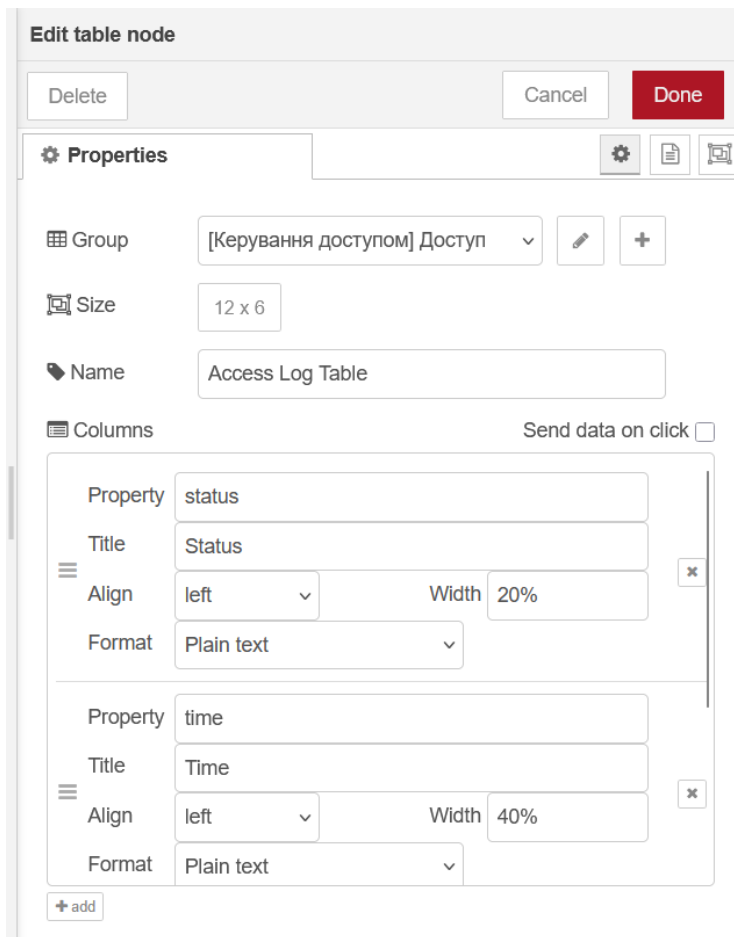 Edit table node
Delete Cancel Done
Properties
Group [Керування доступом] Доступ
Size 12 x 6
Name Access Log Table
Columns Send data on click
Property status
Title Status
Align left Width 20%
Format Plain text
Property time
Title Time
Align left Width 40%
Format Plain text
add